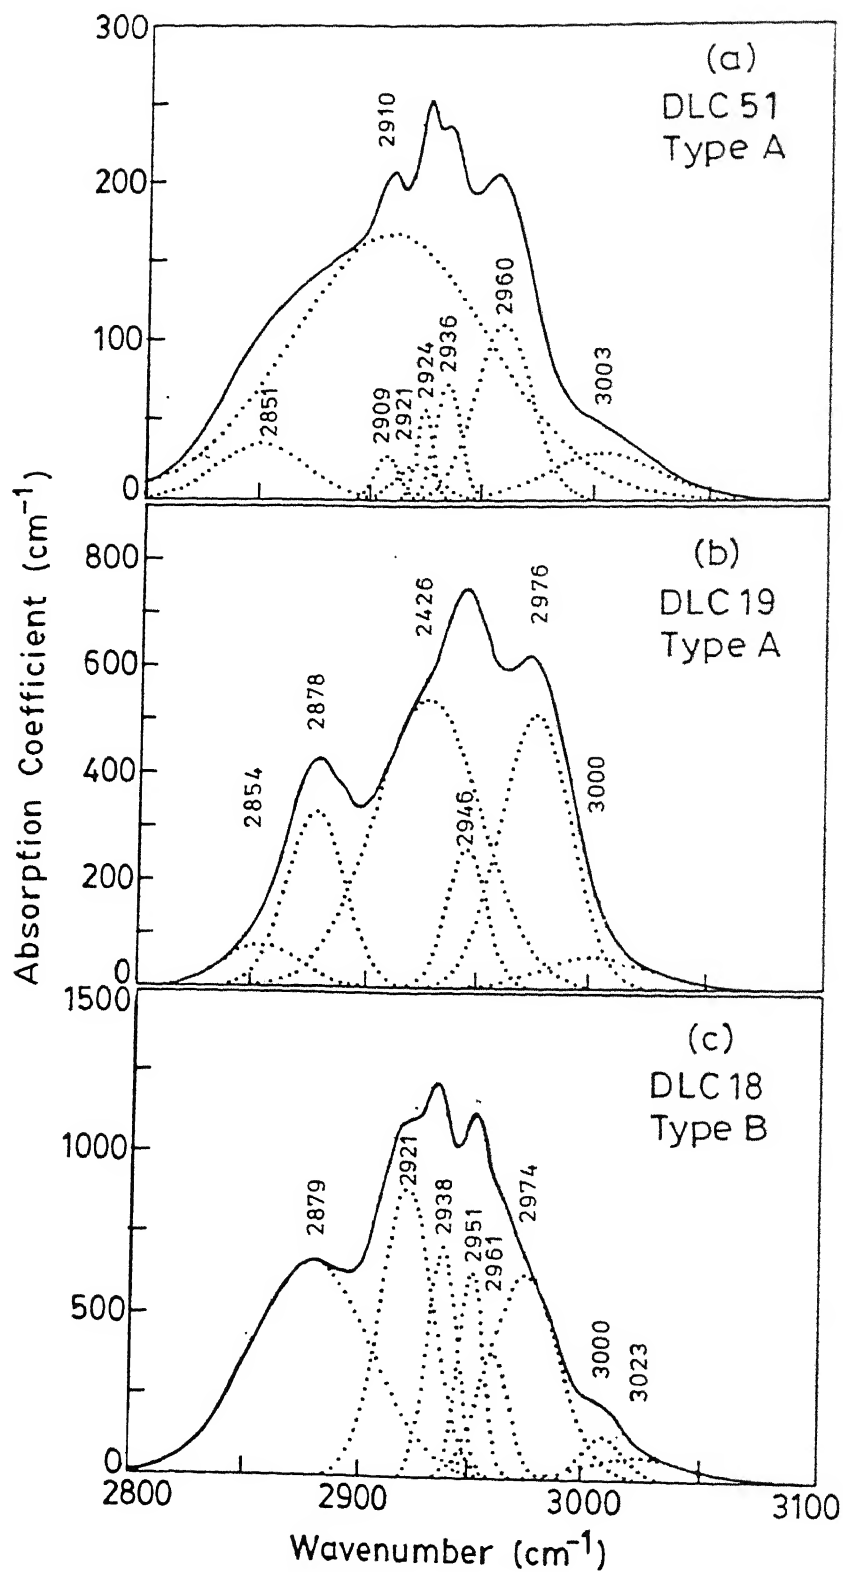 300
200
100
0
(a)
DLC 51
Type A
2910
2851
2909
2921
2924
2936
2960
3003
Absorption Coefficient (cm⁻¹)
800
600
400
200
0
(b)
DLC 19
Type A
2854
2878
2426
2946
2976
3000
1500
1000
500
0
(c)
DLC 18
Type B
2879
2921
2938
2951
2961
2974
3000
3023
2800 2900 3000 3100
Wavenumber (cm⁻¹)